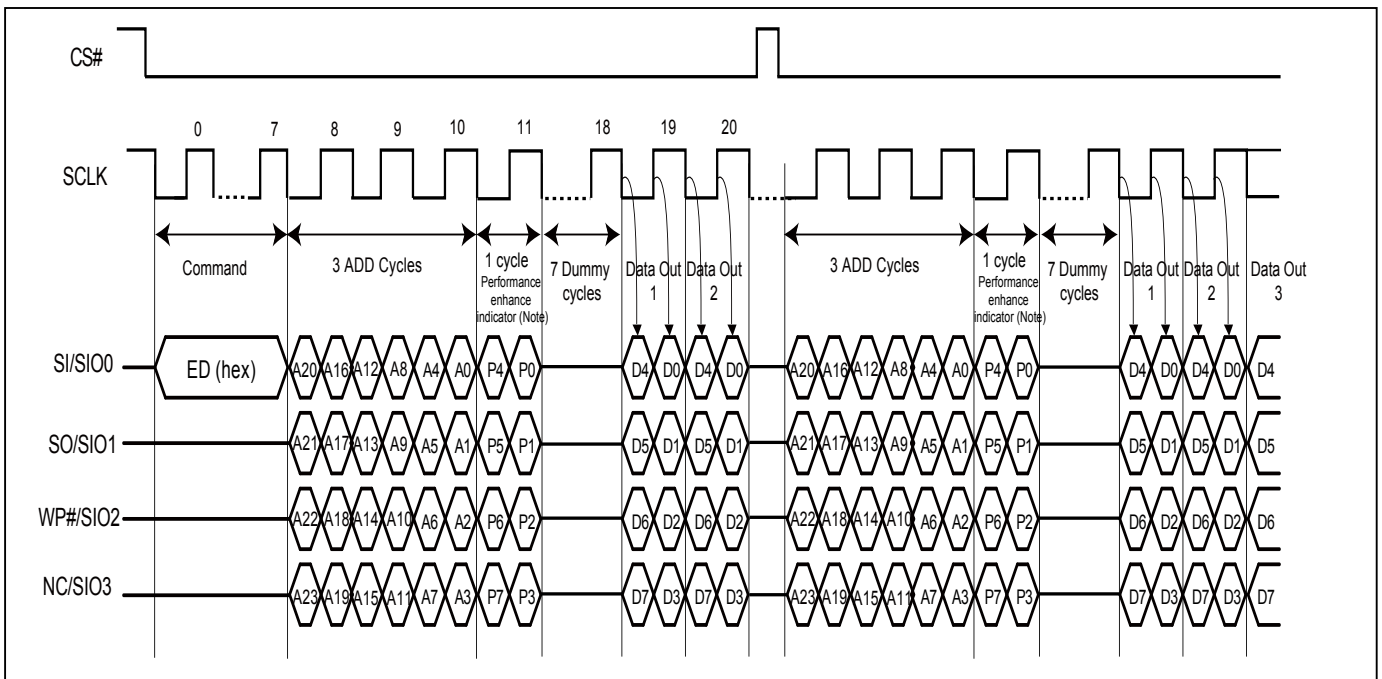 CS#
0 7 8 9 10 11 18 19 20
SCLK
Command
3 ADD Cycles
1 cycle
Performance
enhance
indicator (Note)
7 Dummy
cycles
Data Out
1
Data Out
2
3 ADD Cycles
1 cycle
Performance
enhance
indicator (Note)
7 Dummy
cycles
Data Out
1
Data Out
2
Data Out
3
SI/SIO0 ED (hex) A20 A16 A12 A8 A4 A0 P4 P0 D4 D0 D4 D0 A20 A16 A12 A8 A4 A0 P4 P0 D4 D0 D4 D0 D4
SO/SIO1 A21 A17 A13 A9 A5 A1 P5 P1 D5 D1 D5 D1 A21 A17 A13 A9 A5 A1 P5 P1 D5 D1 D5 D1 D5
WP#/SIO2 A22 A18 A14 A10 A6 A2 P6 P2 D6 D2 D6 D2 A22 A18 A14 A10 A6 A2 P6 P2 D6 D2 D6 D2 D6
NC/SIO3 A23 A19 A15 A11 A7 A3 P7 P3 D7 D3 D7 D3 A23 A19 A15 A11 A7 A3 P7 P3 D7 D3 D7 D3 D7